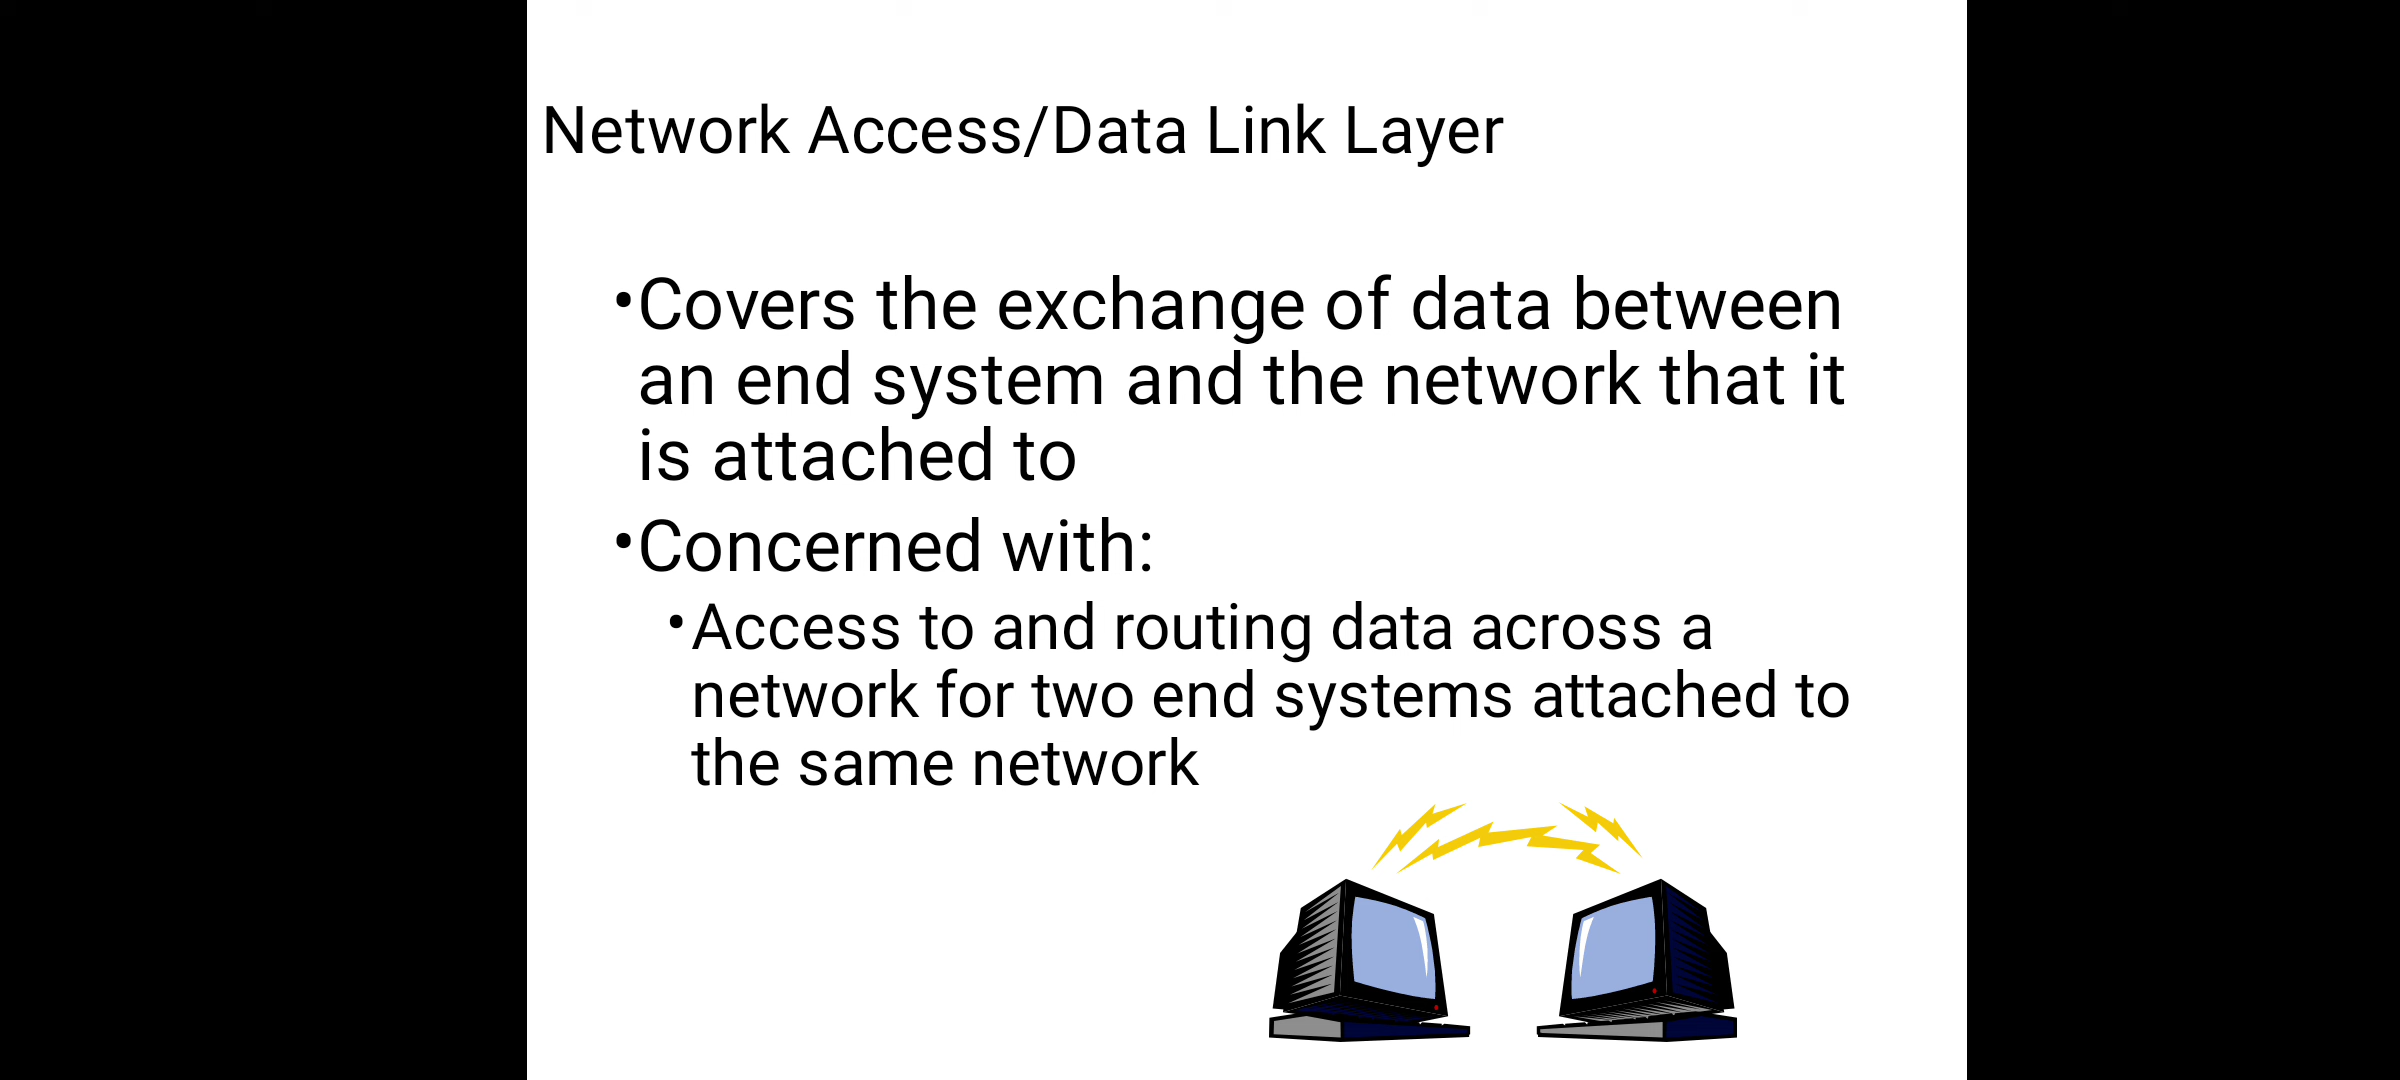 Network Access/Data Link Layer
•Covers the exchange of data between
an end system and the network that it
is attached to
•Concerned with:
•Access to and routing data across a
network for two end systems attached to
the same network